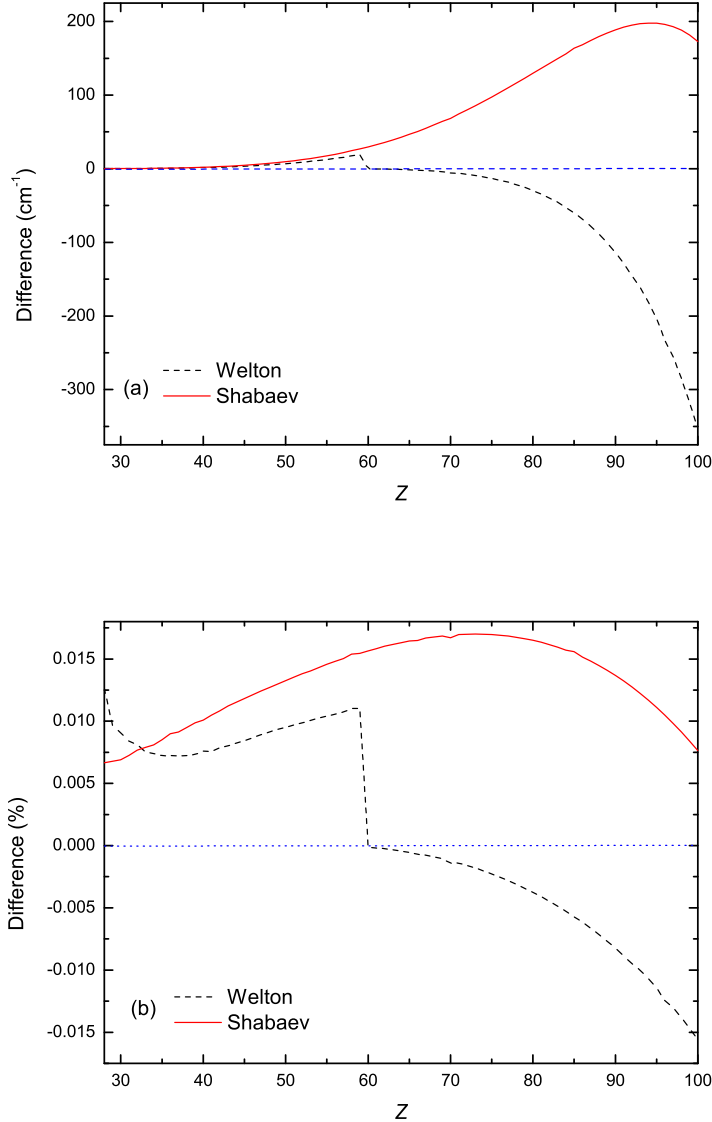 200
100
0
-100
-200
-300
Difference (cm-1)
Welton
(a)
Shabaev
30 40 50 60 70 80 90 100
Z
0.015
0.010
0.005
0.000
-0.005
-0.010
-0.015
Difference (%)
Welton
(b)
Shabaev
30 40 50 60 70 80 90 100
Z